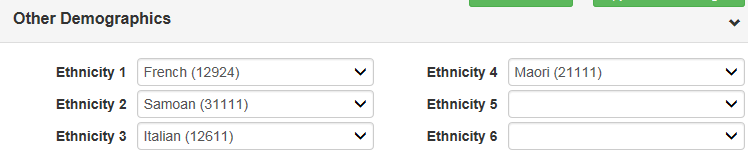 Other Demographics
Ethnicity 1 French (12924) Ethnicity 4 Maori (21111)
Ethnicity 2 Samoan (31111) Ethnicity 5
Ethnicity 3 Italian (12611) Ethnicity 6